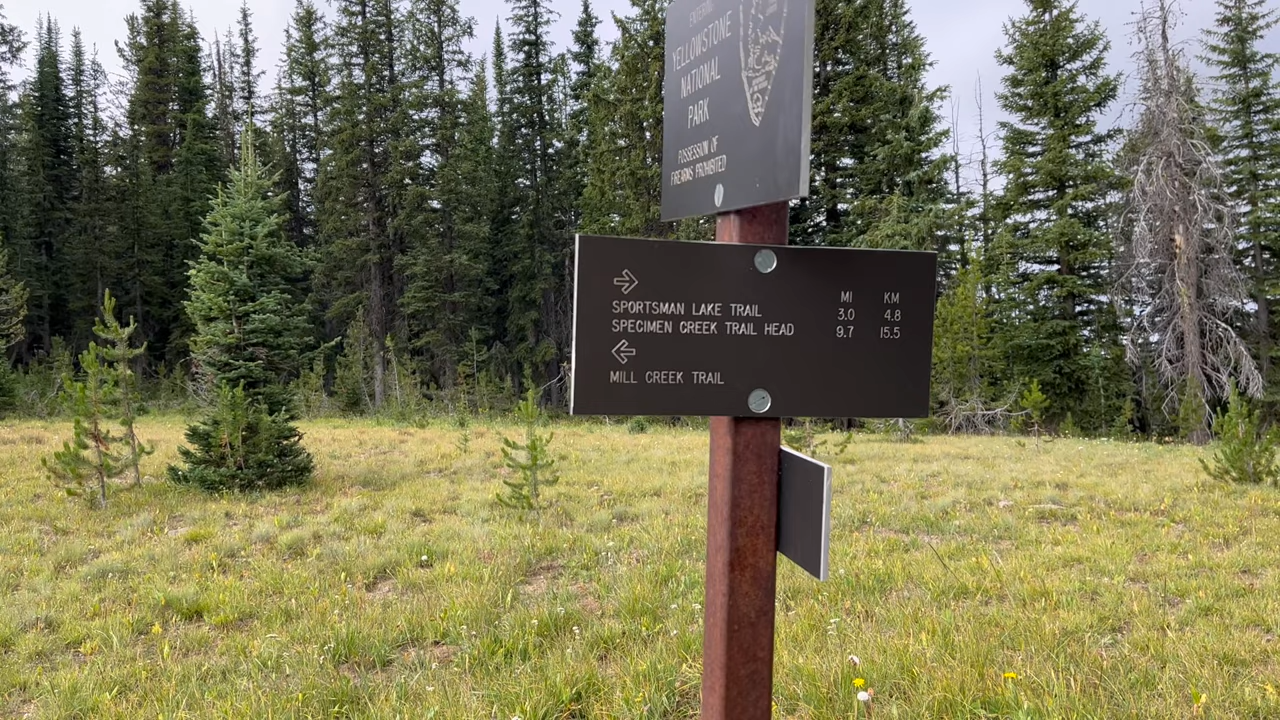 ENTERING
YELLOWSTONE
NATIONAL
PARK
POSSESSION OF
FIREARMS PROHIBITED
MI KM
SPORTSMAN LAKE TRAIL 3.0 4.8
SPECIMEN CREEK TRAIL HEAD 9.7 15.5
MILL CREEK TRAIL